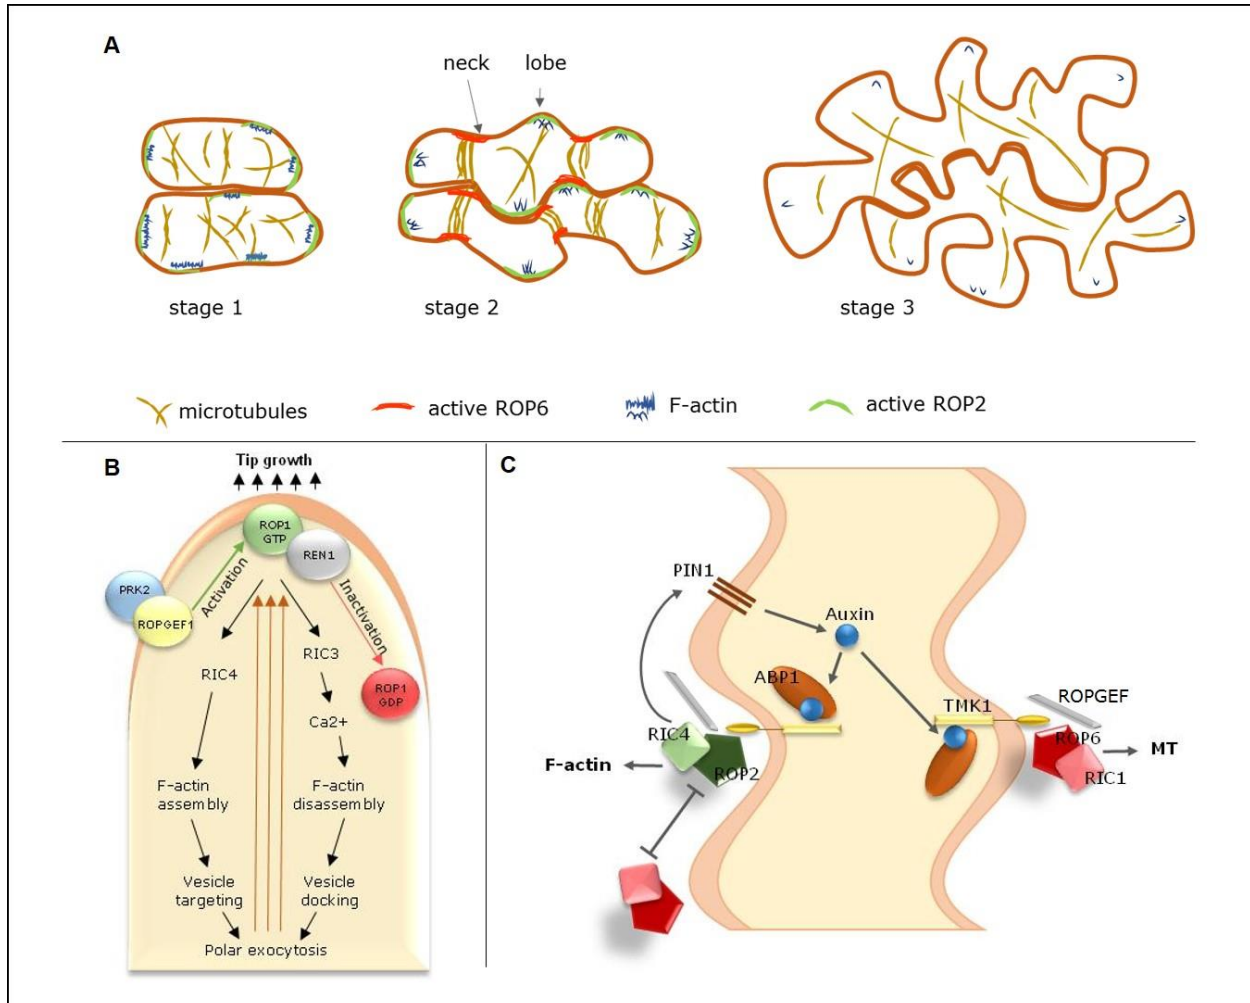 A
neck
lobe
stage 1
stage 2
stage 3
microtubules
active ROP6
F-actin
active ROP2
B
Tip growth
ROP1
GTP
REN1
PRK2
ROPGEF1
Activation
Inactivation
RIC4
RIC3
ROP1
GDP
Ca2+
F-actin
assembly
F-actin
disassembly
Vesicle
targeting
Vesicle
docking
Polar exocytosis
C
PIN1
Auxin
ABP1
TMK1
ROPGEF
RIC4
ROP6
F-actin
ROP2
RIC1
MT